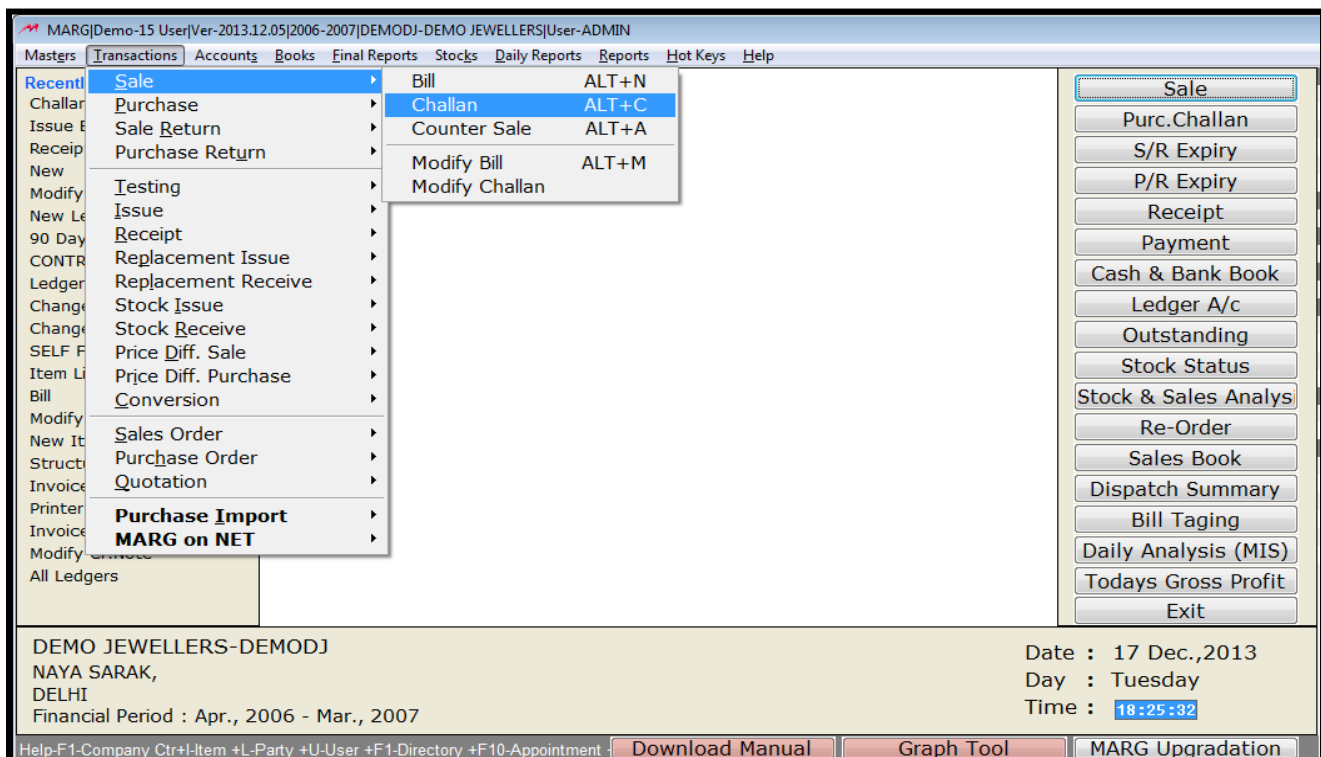 MARG|Demo-15 User|Ver-2013.12.05|2006-2007|DEMODJ-DEMO JEWELLERS|User-ADMIN
Masters Transactions Accounts Books Final Reports Stocks Daily Reports Reports Hot Keys Help
Sale
Purchase
Sale Return
Purchase Return
Testing
Issue
Receipt
Replacement Issue
Replacement Receive
Stock Issue
Stock Receive
Price Diff. Sale
Price Diff. Purchase
Conversion
Sales Order
Purchase Order
Quotation
Purchase Import
MARG on NET
Bill ALT+N
Challan ALT+C
Counter Sale ALT+A
Modify Bill ALT+M
Modify Challan
Recentl
Challan
Issue
Receip
New
Modify
New Le
90 Day
CONTR
Ledger
Change
Change
SELF F
Item Li
Bill
Modify
New It
Struct
Invoice
Printer
Invoice
Modify
All Ledgers
Sale
Purc.Challan
S/R Expiry
P/R Expiry
Receipt
Payment
Cash & Bank Book
Ledger A/c
Outstanding
Stock Status
Stock & Sales Analys
Re-Order
Sales Book
Dispatch Summary
Bill Taging
Daily Analysis (MIS)
Todays Gross Profit
Exit
DEMO JEWELLERS-DEMODJ
NAYA SARAK,
DELHI
Financial Period : Apr., 2006 - Mar., 2007
Date : 17 Dec.,2013
Day : Tuesday
Time : 18:25:32
Help-F1-Company Ctr+I-Item +L-Party +U-User +F1-Directory +F10-Appointment -
Download Manual
Graph Tool
MARG Upgradation